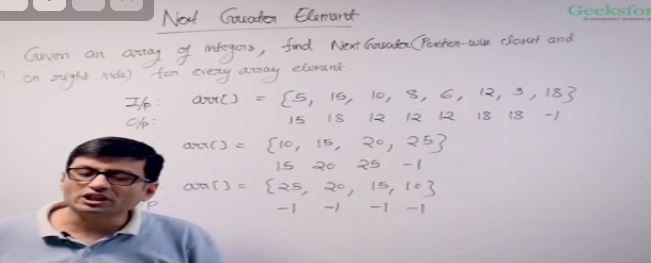 Next Greater Element
Geeksfor
Given an array of integers, find Next Greater (Position-wise closest and
on right side) for every array element.
I/p: arr[] = {5, 15, 10, 8, 6, 12, 9, 18}
O/p: 15 18 12 12 12 18 18 -1
arr[] = {10, 15, 20, 25}
15 20 25 -1
arr[] = {25, 20, 15, 10}
-1 -1 -1 -1